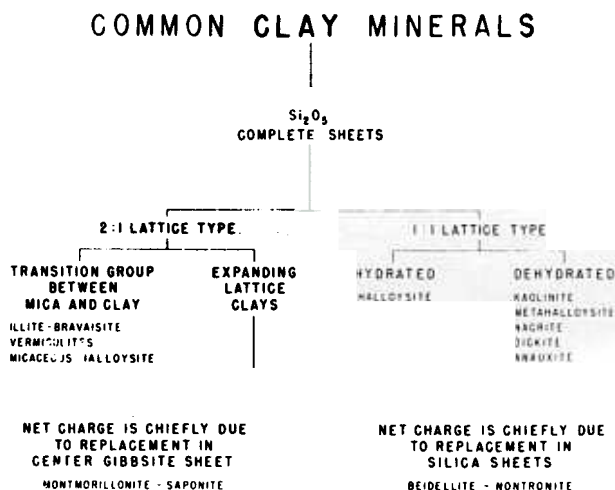 COMMON CLAY MINERALS
Si₂O₅
COMPLETE SHEETS
2:1 LATTICE TYPE.
1:1 LATTICE TYPE
TRANSITION GROUP
BETWEEN
MICA AND CLAY
ILLITE-BRAVAISITE
VERMICULITES
MICACEOUS HALLOYSITE
EXPANDING
LATTICE
CLAYS
HYDRATED
HALLOYSITE
DEHYDRATED
KAOLINITE
METAHALLOYSITE
NACRITE
DICKITE
ANAUXITE
NET CHARGE IS CHIEFLY DUE
TO REPLACEMENT IN
CENTER GIBBSITE SHEET
MONTMORILLONITE - SAPONITE
NET CHARGE IS CHIEFLY DUE
TO REPLACEMENT IN
SILICA SHEETS
BEIDELLITE - NONTRONITE